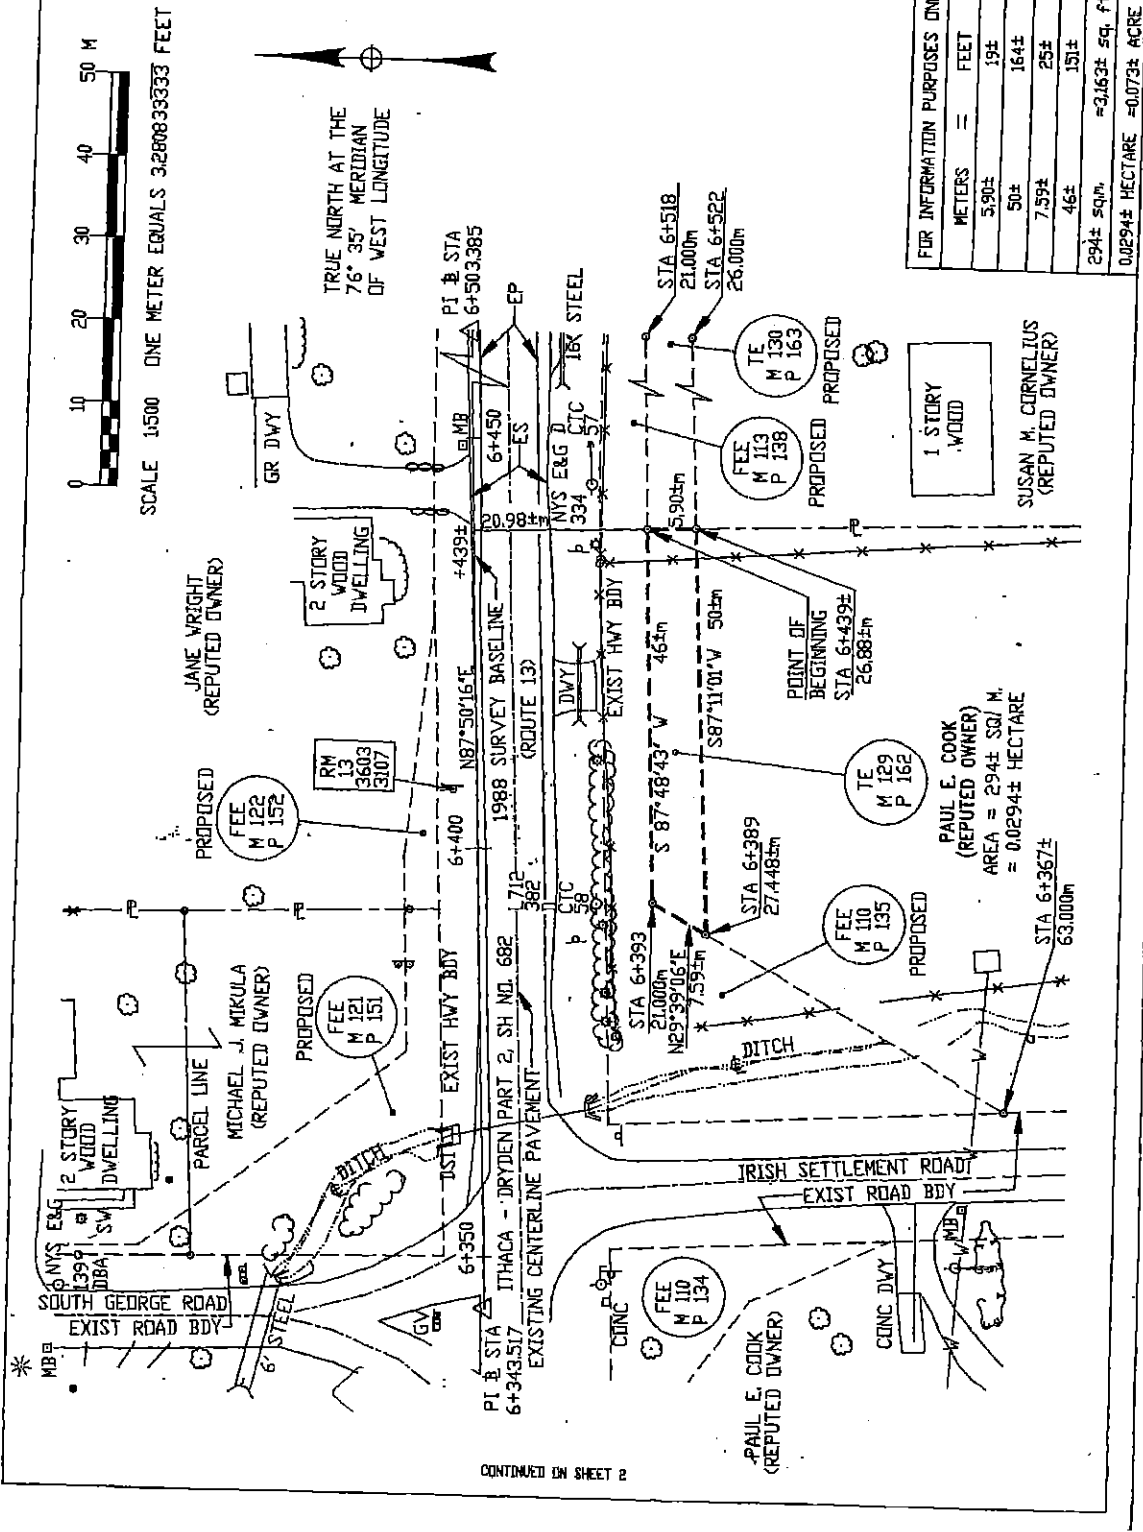 0 10 20 30 40 50 M
SCALE 1:500 ONE METER EQUALS 3.2808333333 FEET
TRUE NORTH AT THE
76° 35' MERIDIAN
OF WEST LONGITUDE
GR DWY
JANE WRIGHT
(REPUTED OWNER)
2 STORY
WOOD
DWELLING
PROPOSED
FEE
M 122
P 152
RM
13
3603
3107
MICHAEL J. MIKULA
(REPUTED OWNER)
PARCEL LINE
PROPOSED
FEE
M 121
P 151
2 STORY
WOOD
DWELLING
NYS E&G
139
DBA
SW
SOUTH GEORGE ROAD
EXIST ROAD BDY
MB
6" STEEL
DITCH
DSIT
EXIST HWY BDY
GV
PI B STA
6+343.517
6+350
6+400
N87°50'16"E
+439±
20.98±m
6+450
MB
PI B STA
6+503.385
ES
EP
1988 SURVEY BASELINE
(ROUTE 13)
ITHACA - DRYDEN PART 2, SH NO. 682
EXISTING CENTERLINE PAVEMENT
712
382
CTC
58
NYS E&G
334
CTC
57
16" STEEL
DWY
EXIST HWY BDY
STA 6+518
21.000m
STA 6+522
26.000m
5.90±m
S 87°48'43" W 46±m
S87°11'01"W 50±m
STA 6+393
21.000m
N29°39'06"E
7.59±m
STA 6+389
27.448±m
POINT OF
BEGINNING
STA 6+439±
26.88±m
FEE
M 113
P 138
PROPOSED
TE
M 130
P 163
PROPOSED
TE
M 129
P 162
FEE
M 110
P 135
PROPOSED
PAUL E. COOK
(REPUTED OWNER)
AREA = 294± SQ/ M.
= 0.0294± HECTARE
STA 6+367±
63.000m
1 STORY
WOOD
SUSAN M. CORNELIUS
(REPUTED OWNER)
DITCH
IRISH SETTLEMENT ROAD
EXIST ROAD BDY
CONC
FEE
M 110
P 134
PAUL E. COOK
(REPUTED OWNER)
CONC DWY
MB
W
CONTINUED ON SHEET 2
FOR INFORMATION PURPOSES ON
METERS = FEET
5.90± 19±
50± 164±
7.59± 25±
46± 151±
294± sq.m. =3,163± sq. ft
0.0294± HECTARE =0.073± ACRE